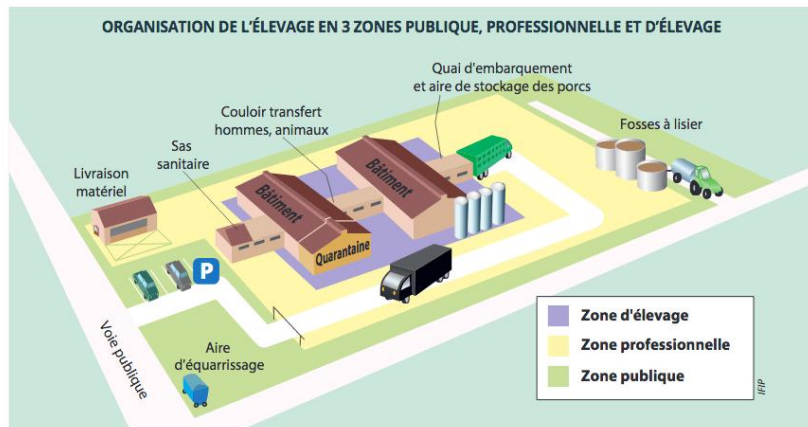 ORGANISATION DE L'ÉLEVAGE EN 3 ZONES PUBLIQUE, PROFESSIONNELLE ET D'ÉLEVAGE
Quai d'embarquement
et aire de stockage des porcs
Couloir transfert
hommes, animaux
Fosses à lisier
Sas
sanitaire
Livraison
matériel
Bâtiment
Bâtiment
Quarantaine
P
Voie publique
Aire
d'équarrissage
Zone d'élevage
Zone professionnelle
Zone publique
IFIP